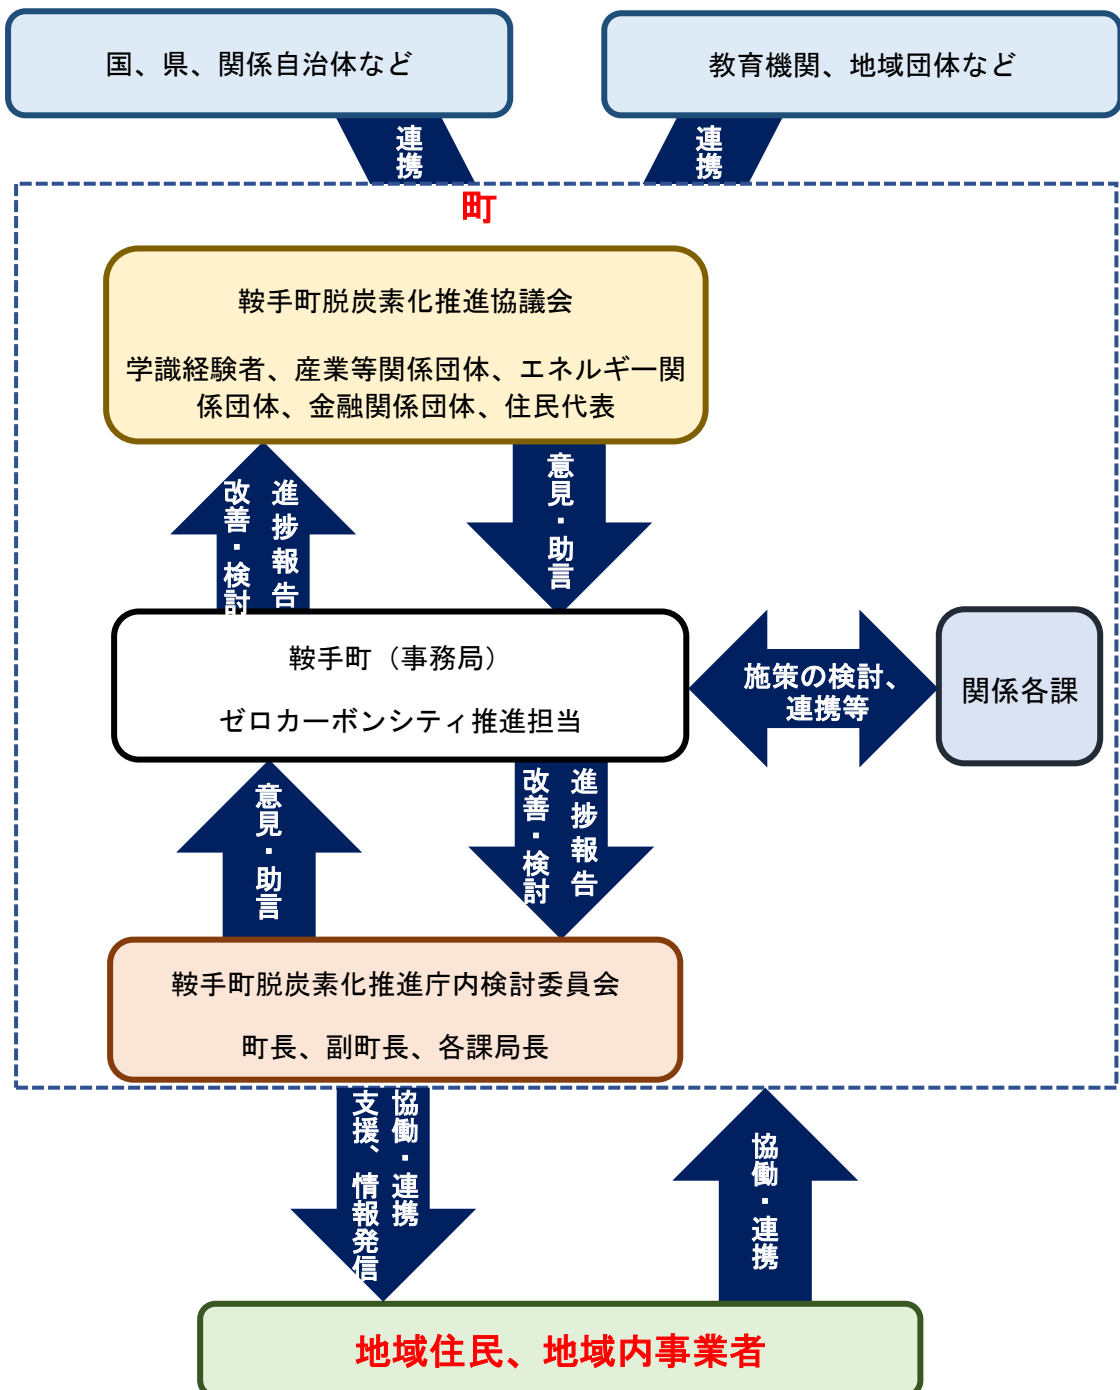 国、県、関係自治体など
教育機関、地域団体など
連携
連携
町
鞍手町脱炭素化推進協議会
学識経験者、産業等関係団体、エネルギー関
係団体、金融関係団体、住民代表
進捗報告
改善・検討
意見・助言
鞍手町（事務局）
ゼロカーボンシティ推進担当
施策の検討、
連携等
関係各課
意見・助言
進捗報告
改善・検討
鞍手町脱炭素化推進庁内検討委員会
町長、副町長、各課局長
協働・連携
支援、情報発信
協働・連携
地域住民、地域内事業者